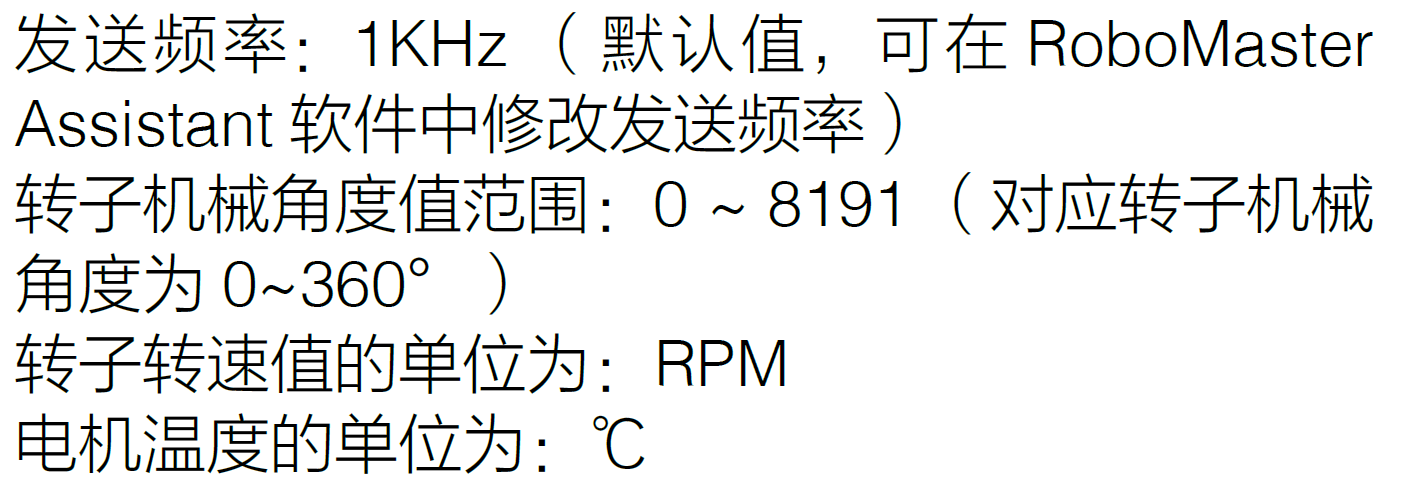 发送频率：1KHz（默认值，可在 RoboMaster
Assistant 软件中修改发送频率）
转子机械角度值范围：0 ~ 8191（对应转子机械
角度为 0~360° ）
转子转速值的单位为：RPM
电机温度的单位为：℃